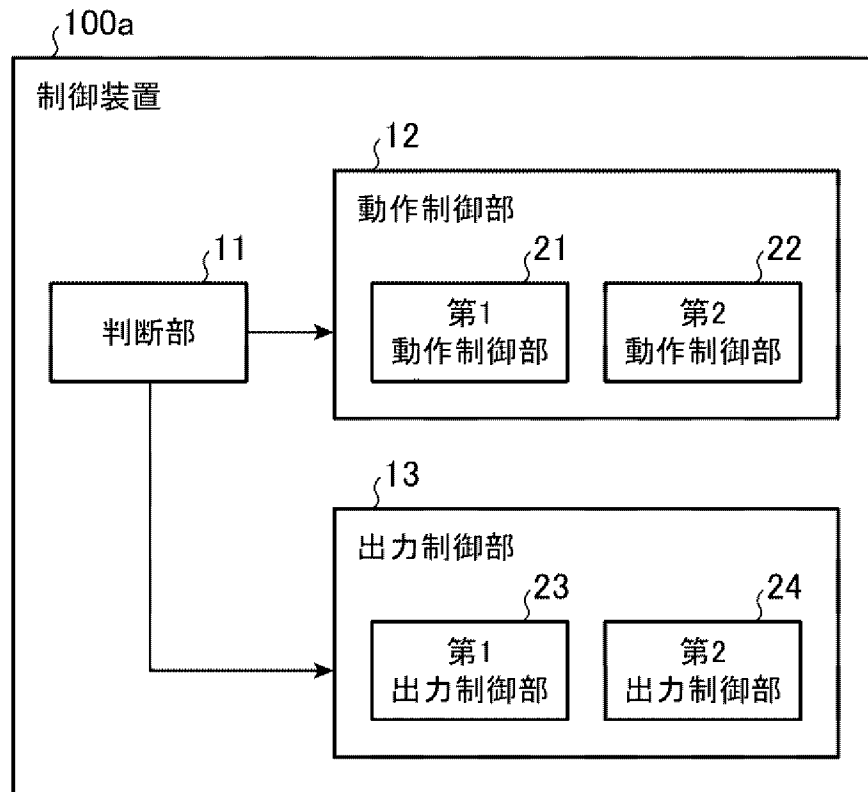 100a
制御装置
12
動作制御部
11
判断部
21
第1
動作制御部
22
第2
動作制御部
13
出力制御部
23
第1
出力制御部
24
第2
出力制御部